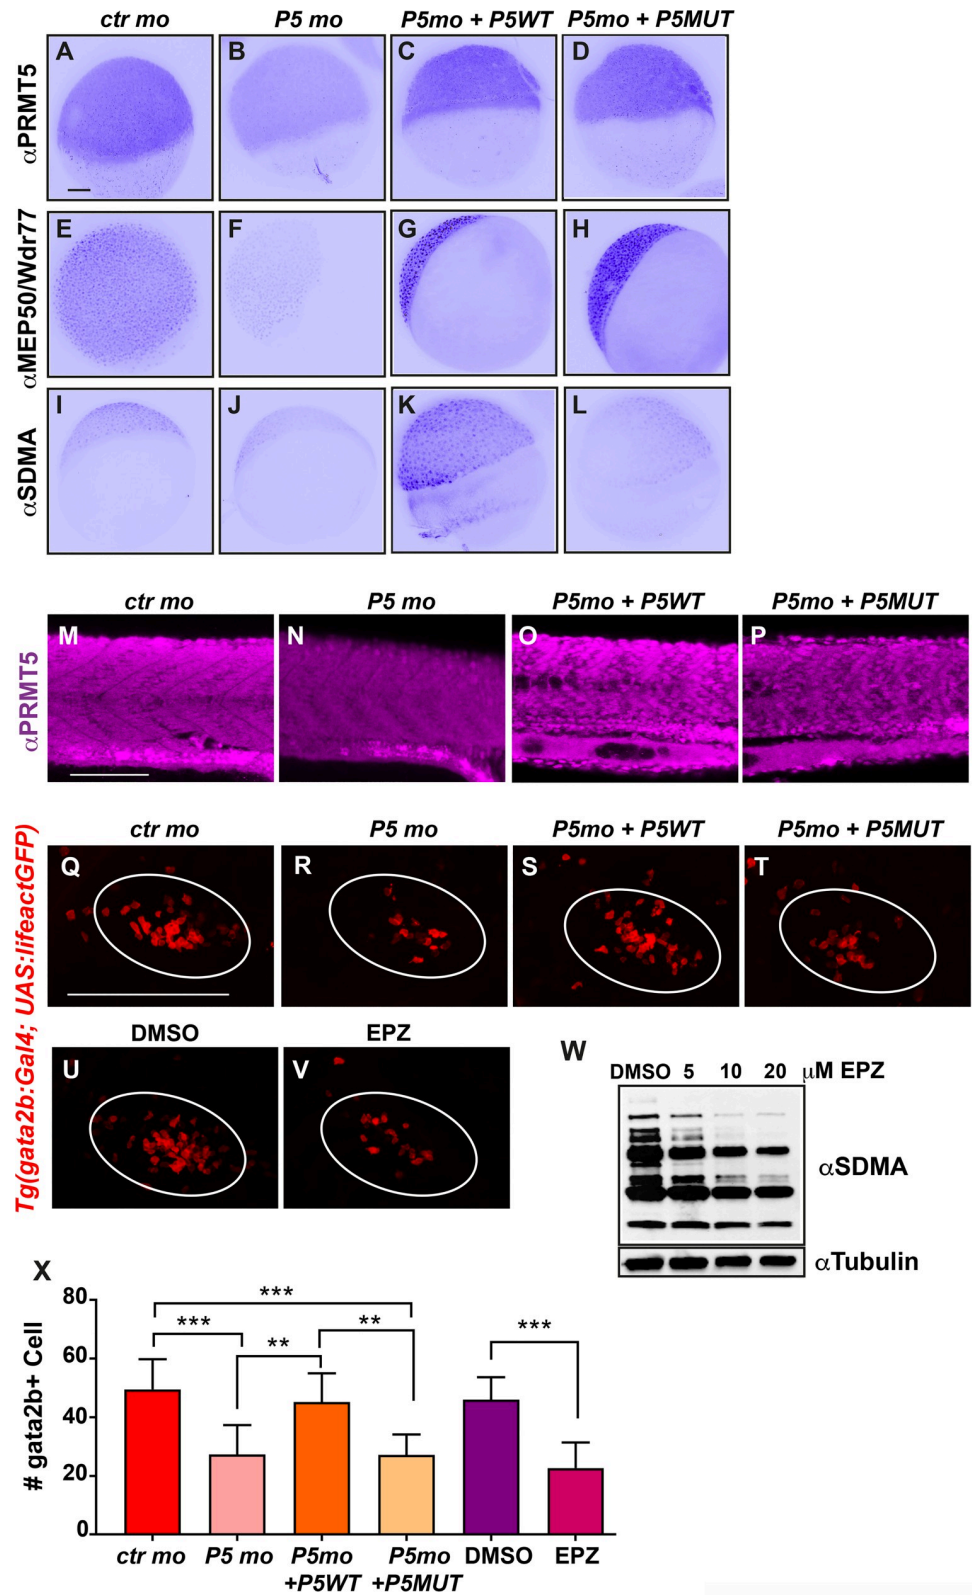 ctr mo P5 mo P5mo + P5WT P5mo + P5MUT
αPRMT5
A B C D
αMEP50/Wdr77
E F G H
αSDMA
I J K L
ctr mo P5 mo P5mo + P5WT P5mo + P5MUT
αPRMT5
M N O P
Tg(gata2b:Gal4; UAS:lifeactGFP)
ctr mo P5 mo P5mo + P5WT P5mo + P5MUT
Q R S T
DMSO EPZ
U V
W
DMSO 5 10 20 μM EPZ
αSDMA
αTubulin
X
# gata2b+ Cell
80
60
40
20
0
*** *** ** ** ***
ctr mo P5 mo P5mo P5mo DMSO EPZ
+P5WT +P5MUT